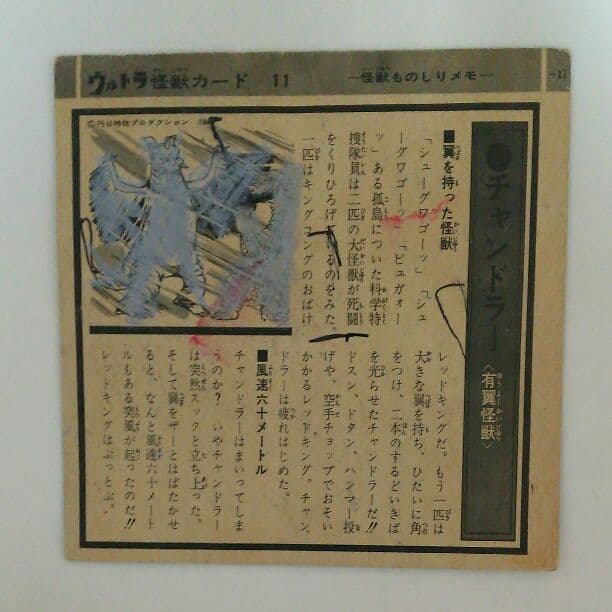 ウルトラ怪獣カード 11 ―怪獣ものしりメモ―
©円谷特技プロダクション
●チャンドラー〈有翼怪獣〉
■翼を持った怪獣
「シューグワゴーッ」「シュ
ーグワゴーッ」「ピュガォー
ッ」ある孤島についた科学特
捜隊員は二匹の大怪獣が死闘
をくりひろげているのをみた。
一匹はキングコングのおばけ
レッドキングだ。もう一匹は
大きな翼を持ち、ひたいに角
をつけ、二本のするどいきば
を光らせたチャンドラーだ!!
ドスン、ドタン、ハンマー投
げや、空手チョップでおそい
かかるレッドキング。チャン
ドラーは疲れはじめた。
■風速六十メートル
チャンドラーはまいってしま
うのか? いやチャンドラー
は突然スックと立ち上った。
そして翼をザーとはばたかせ
ると、なんと風速六十メート
ルもある突風が起ったのだ!!
レッドキングはぶっとぶ。